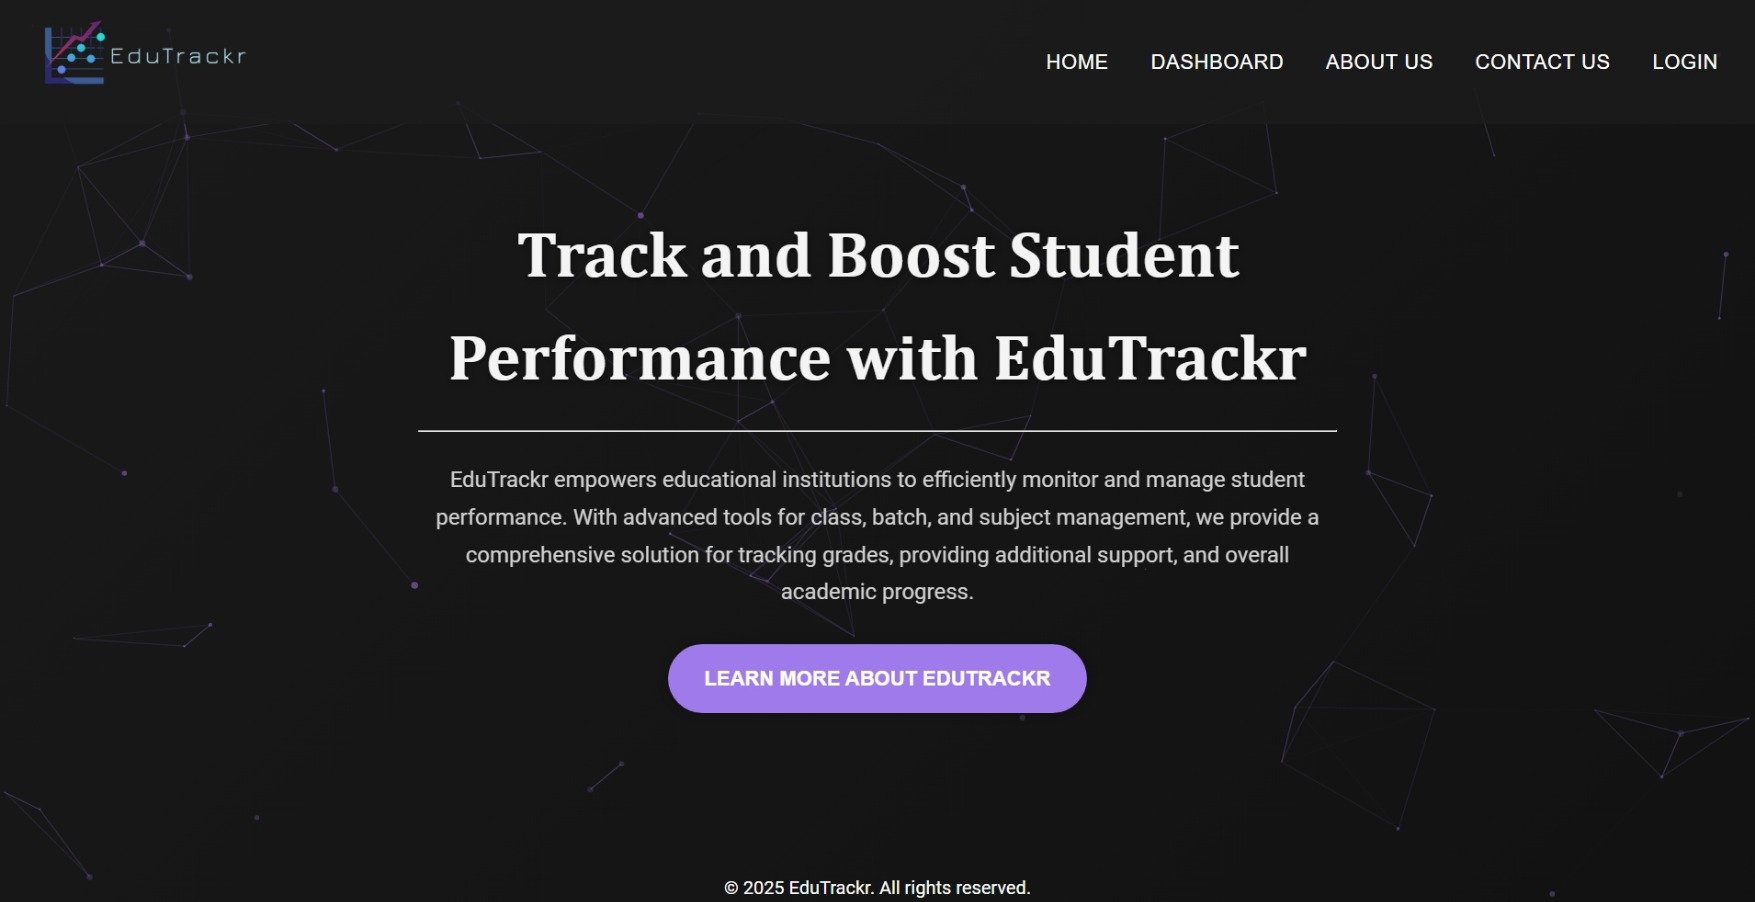 EduTrackr
HOME DASHBOARD ABOUT US CONTACT US LOGIN
Track and Boost Student
Performance with EduTrackr
EduTrackr empowers educational institutions to efficiently monitor and manage student
performance. With advanced tools for class, batch, and subject management, we provide a
comprehensive solution for tracking grades, providing additional support, and overall
academic progress.
LEARN MORE ABOUT EDUTRACKR
© 2025 EduTrackr. All rights reserved.